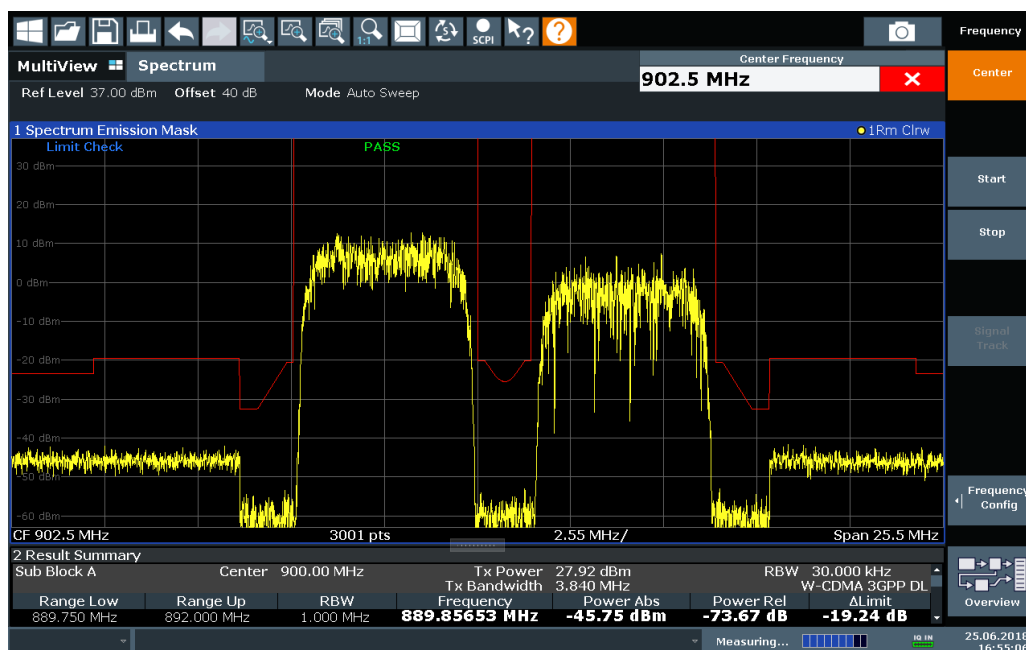 1:1
SCPI
Frequency
MultiView Spectrum
Center Frequency
902.5 MHz
Center
Ref Level 37.00 dBm Offset 40 dB Mode Auto Sweep
1 Spectrum Emission Mask 1Rm Clrw
Limit Check PASS
30 dBm
20 dBm
10 dBm
0 dBm
-10 dBm
-20 dBm
-30 dBm
-40 dBm
-50 dBm
-60 dBm
Start
Stop
Signal
Track
Frequency
Config
CF 902.5 MHz 3001 pts 2.55 MHz/ Span 25.5 MHz
2 Result Summary
Sub Block A Center 900.00 MHz Tx Power 27.92 dBm RBW 30.000 kHz
Tx Bandwidth 3.840 MHz W-CDMA 3GPP DL
Range Low Range Up RBW Frequency Power Abs Power Rel ΔLimit
889.750 MHz 892.000 MHz 1.000 MHz 889.85653 MHz -45.75 dBm -73.67 dB -19.24 dB
Overview
Measuring... IQ IN 25.06.2018
16:55:06